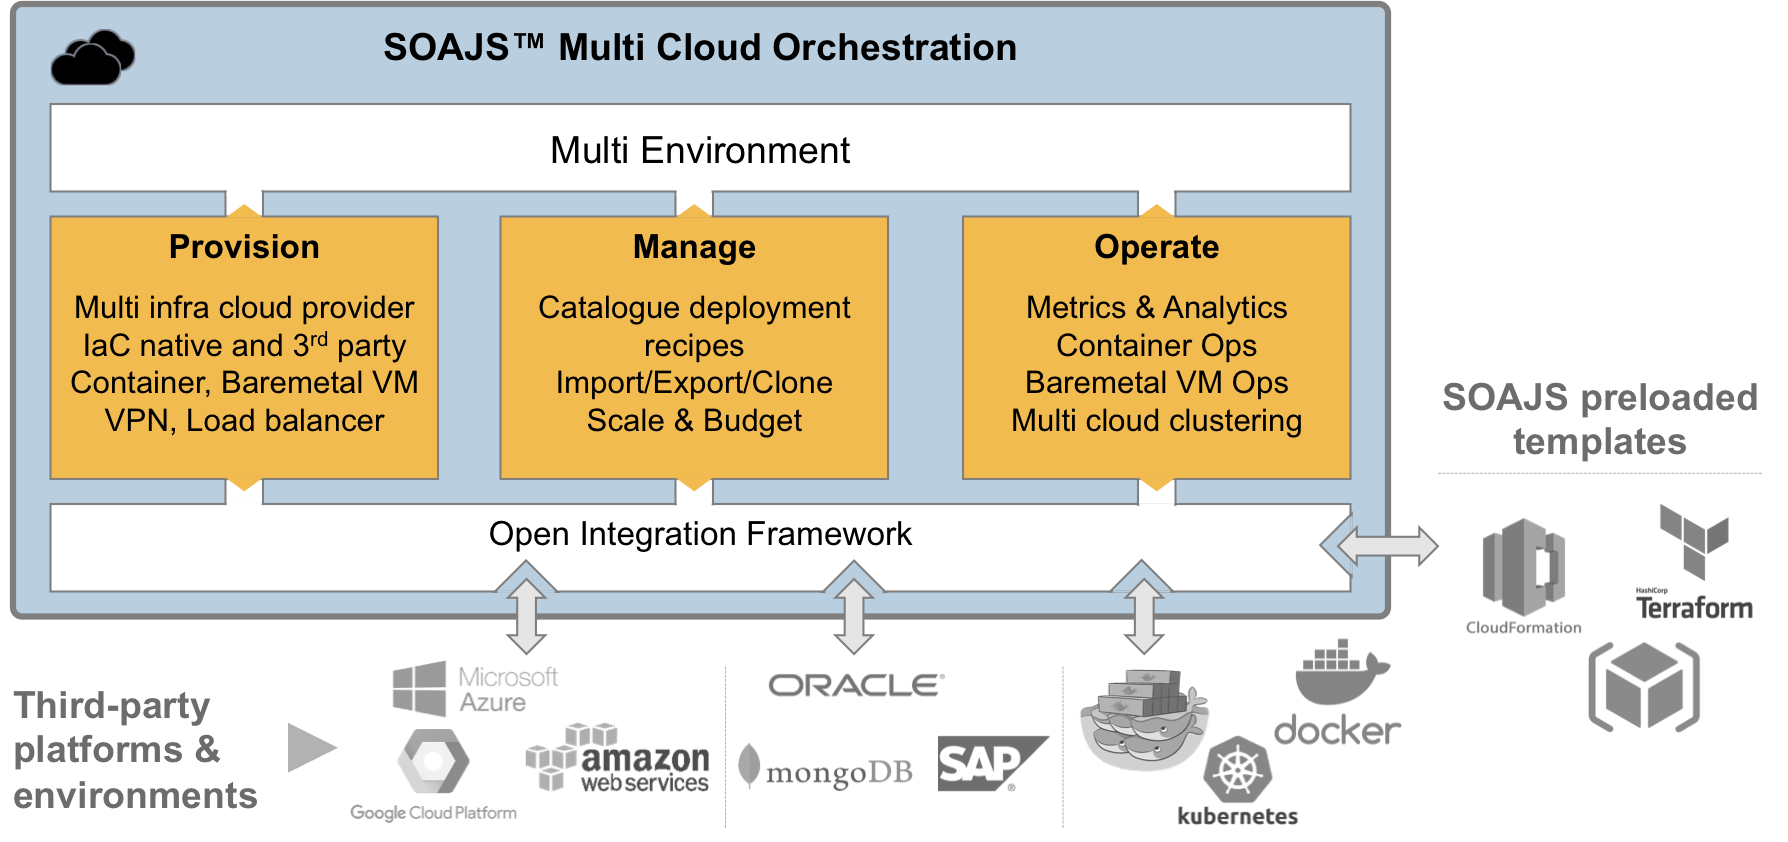 SOAJS™ Multi Cloud Orchestration
Multi Environment
Provision
Multi infra cloud provider
IaC native and 3rd party
Container, Baremetal VM
VPN, Load balancer
Manage
Catalogue deployment
recipes
Import/Export/Clone
Scale & Budget
Operate
Metrics & Analytics
Container Ops
Baremetal VM Ops
Multi cloud clustering
Open Integration Framework
SOAJS preloaded
templates
CloudFormation
HashiCorp
Terraform
Third-party
platforms &
environments
Microsoft
Azure
Google Cloud Platform
amazon
web services
ORACLE®
mongoDB
SAP®
docker
kubernetes